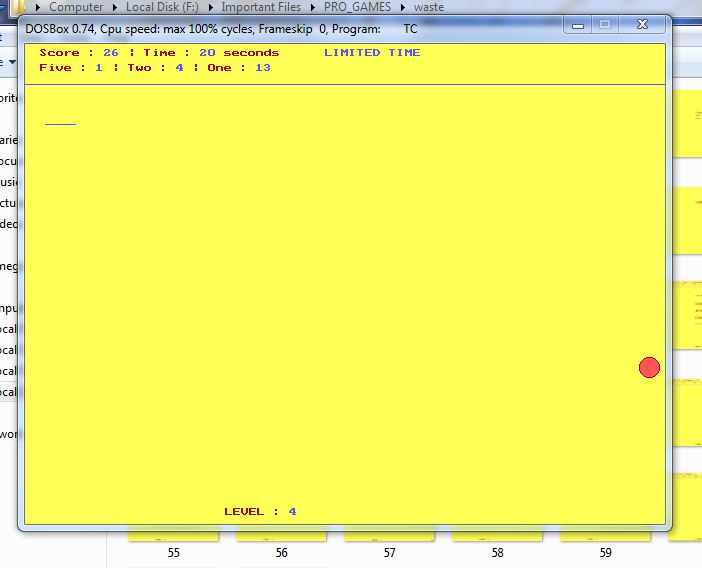 Computer Local Disk (F:) Important Files PRO_GAMES waste
DOSBox 0.74, Cpu speed: max 100% cycles, Frameskip 0, Program: TC
Score : 26 | Time : 20 seconds LIMITED TIME
Five : 1 | Two : 4 | One : 13
LEVEL : 4
55 56 57 58 59